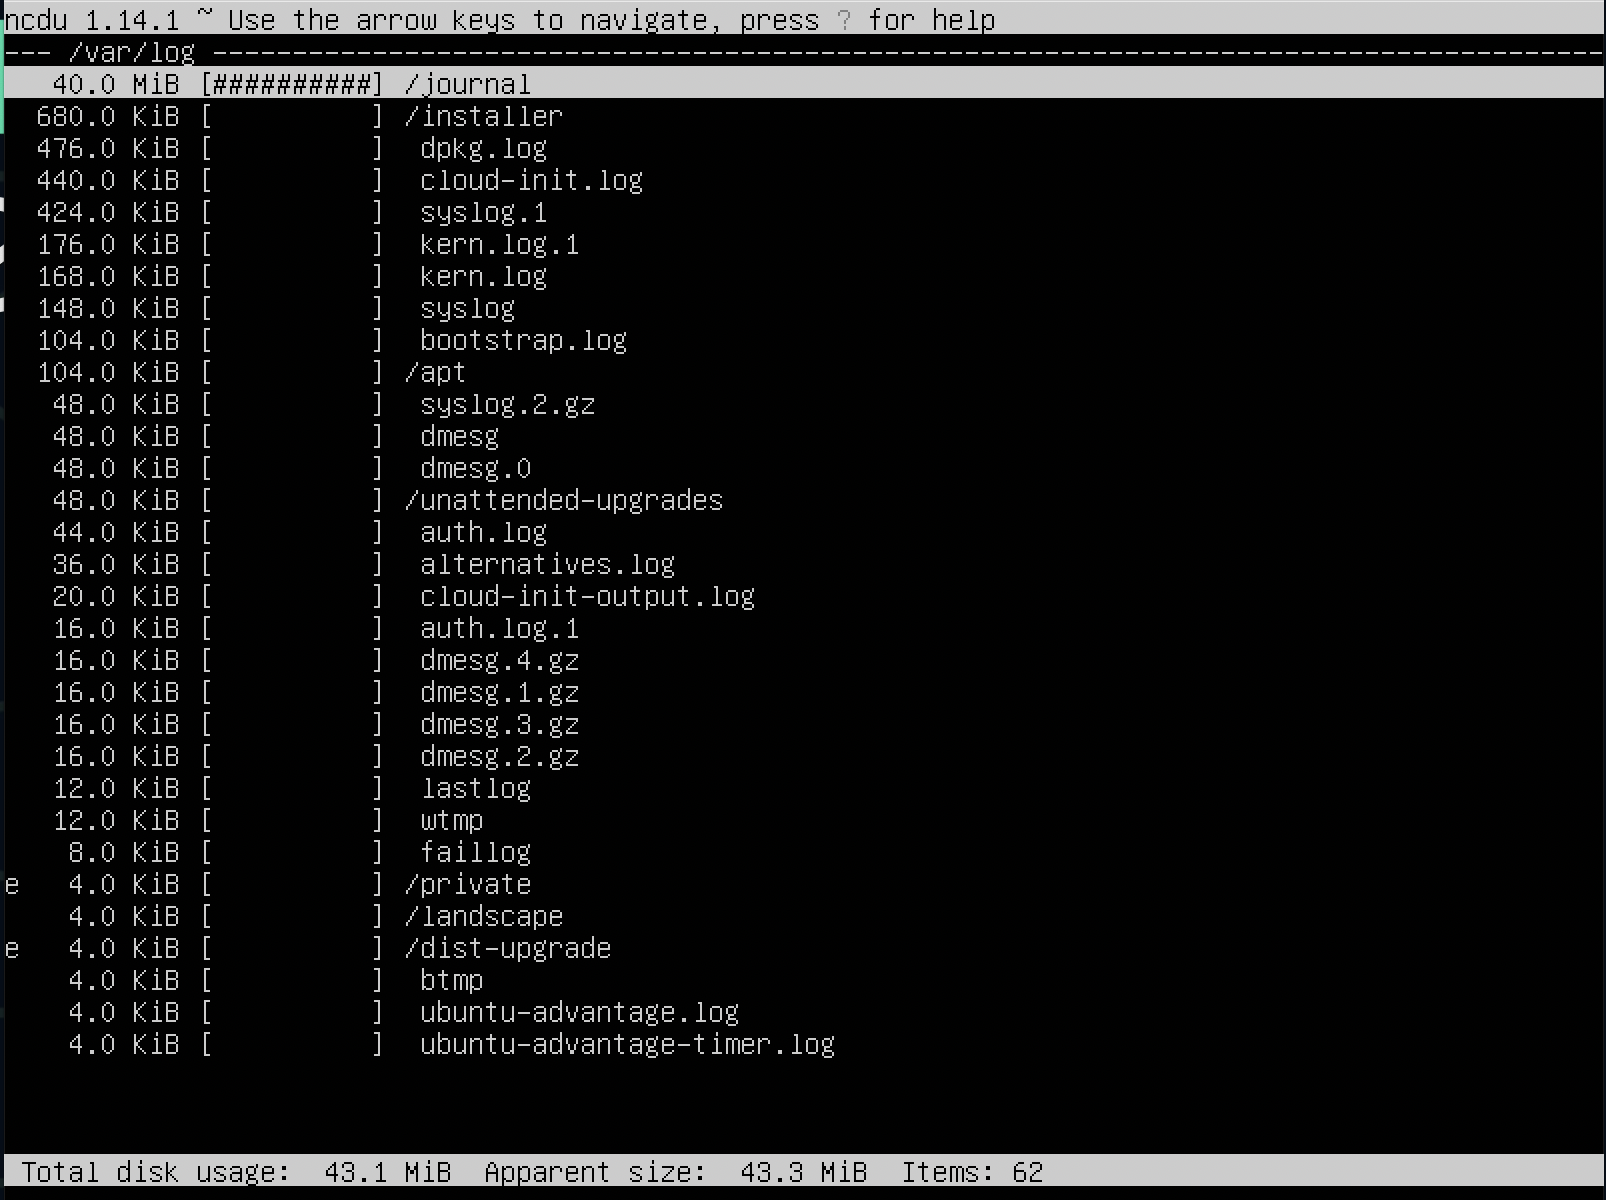 ncdu 1.14.1 ~ Use the arrow keys to navigate, press ? for help
--- /var/log ----------------------------------------------------------------------------------------
   40.0 MiB [##########] /journal
  680.0 KiB [          ] /installer
  476.0 KiB [          ]  dpkg.log
  440.0 KiB [          ]  cloud-init.log
  424.0 KiB [          ]  syslog.1
  176.0 KiB [          ]  kern.log.1
  168.0 KiB [          ]  kern.log
  148.0 KiB [          ]  syslog
  104.0 KiB [          ]  bootstrap.log
  104.0 KiB [          ] /apt
   48.0 KiB [          ]  syslog.2.gz
   48.0 KiB [          ]  dmesg
   48.0 KiB [          ]  dmesg.0
   48.0 KiB [          ] /unattended-upgrades
   44.0 KiB [          ]  auth.log
   36.0 KiB [          ]  alternatives.log
   20.0 KiB [          ]  cloud-init-output.log
   16.0 KiB [          ]  auth.log.1
   16.0 KiB [          ]  dmesg.4.gz
   16.0 KiB [          ]  dmesg.1.gz
   16.0 KiB [          ]  dmesg.3.gz
   16.0 KiB [          ]  dmesg.2.gz
   12.0 KiB [          ]  lastlog
   12.0 KiB [          ]  wtmp
    8.0 KiB [          ]  faillog
e   4.0 KiB [          ] /private
    4.0 KiB [          ] /landscape
e   4.0 KiB [          ] /dist-upgrade
    4.0 KiB [          ]  btmp
    4.0 KiB [          ]  ubuntu-advantage.log
    4.0 KiB [          ]  ubuntu-advantage-timer.log
 Total disk usage:  43.1 MiB  Apparent size:  43.3 MiB  Items: 62